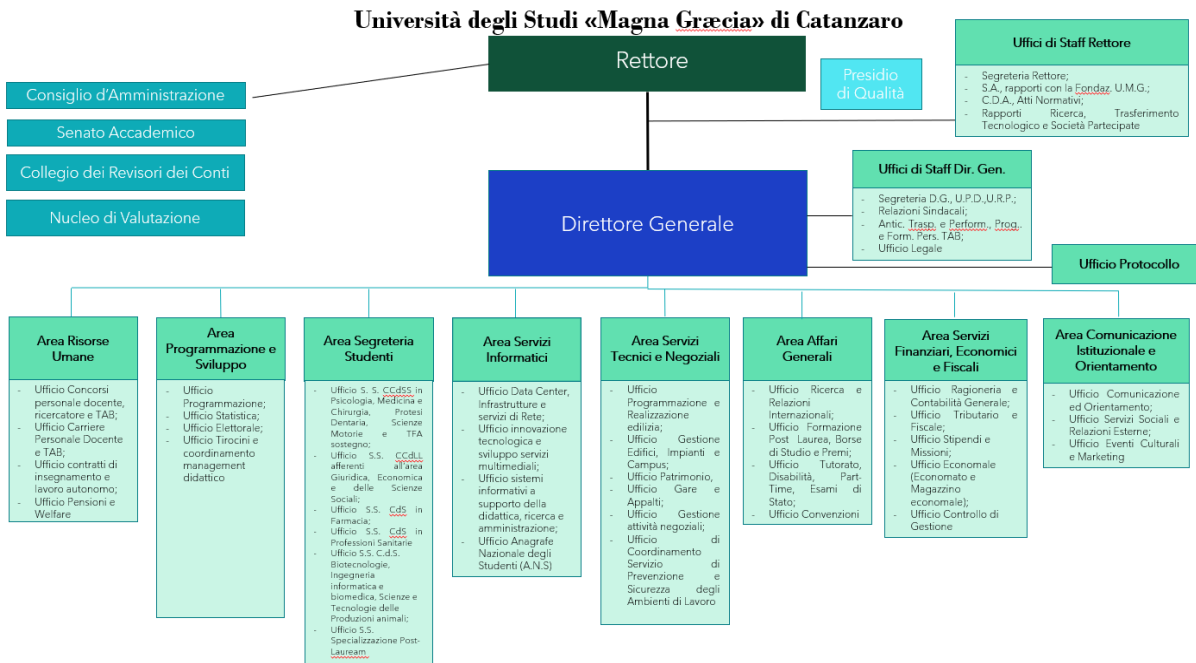 Università degli Studi «Magna Græcia» di Catanzaro
Rettore
Presidio
di Qualità
Uffici di Staff Rettore
- Segreteria Rettore;
- S.A., rapporti con la Fondaz. U.M.G.;
- C.D.A., Atti Normativi;
- Rapporti Ricerca, Trasferimento
Tecnologico e Società Partecipate
Consiglio d'Amministrazione
Senato Accademico
Collegio dei Revisori dei Conti
Nucleo di Valutazione
Direttore Generale
Uffici di Staff Dir. Gen.
- Segreteria D.G., U.P.D.,U.R.P.;
- Relazioni Sindacali;
- Antic. Trasp. e Perform., Prog..
e Form. Pers. TAB;
- Ufficio Legale
Ufficio Protocollo
Area Risorse
Umane
- Ufficio Concorsi
personale docente,
ricercatore e TAB;
- Ufficio Carriere
Personale Docente
e TAB;
- Ufficio contratti di
insegnamento e
lavoro autonomo;
- Ufficio Pensioni e
Welfare
Area
Programmazione e
Sviluppo
- Ufficio
Programmazione;
- Ufficio Statistica;
- Ufficio Elettorale;
- Ufficio Tirocini e
coordinamento
management
didattico
Area Segreteria
Studenti
- Ufficio S. S. CCdSS in
Psicologia, Medicina e
Chirurgia, Protesi
Dentaria, Scienze
Motorie e TFA
sostegno;
- Ufficio S.S. CCdLL
afferenti all'area
Giuridica, Economica
e delle Scienze
Sociali;
- Ufficio S.S. CdS in
Farmacia;
- Ufficio S.S. CdS in
Professioni Sanitarie
- Ufficio S.S. C.d.S.
Biotecnologie,
Ingegneria
informatica e
biomedica, Scienze e
Tecnologie delle
Produzioni animali;
- Ufficio S.S.
Specializzazione Post-
Lauream
Area Servizi
Informatici
- Ufficio Data Center,
Infrastrutture e
servizi di Rete;
- Ufficio innovazione
tecnologica e
sviluppo servizi
multimediali;
- Ufficio sistemi
informativi a
supporto della
didattica, ricerca e
amministrazione;
- Ufficio Anagrafe
Nazionale degli
Studenti (A.N.S)
Area Servizi
Tecnici e Negoziali
- Ufficio
Programmazione e
Realizzazione
edilizia;
- Ufficio Gestione
Edifici, Impianti e
Campus;
- Ufficio Patrimonio,
- Ufficio Gare e
Appalti;
- Ufficio Gestione
attività negoziali;
- Ufficio di
Coordinamento
Servizio di
Prevenzione e
Sicurezza degli
Ambienti di Lavoro
Area Affari
Generali
- Ufficio Ricerca e
Relazioni
Internazionali;
- Ufficio Formazione
Post Laurea, Borse
di Studio e Premi;
- Ufficio Tutorato,
Disabilità, Part-
Time, Esami di
Stato;
- Ufficio Convenzioni
Area Servizi
Finanziari, Economici
e Fiscali
- Ufficio Ragioneria e
Contabilità Generale;
- Ufficio Tributario e
Fiscale;
- Ufficio Stipendi e
Missioni;
- Ufficio Economale
(Economato e
Magazzino
economale);
- Ufficio Controllo di
Gestione
Area Comunicazione
Istituzionale e
Orientamento
- Ufficio Comunicazione
ed Orientamento;
- Ufficio Servizi Sociali e
Relazioni Esterne;
- Ufficio Eventi Culturali
e Marketing